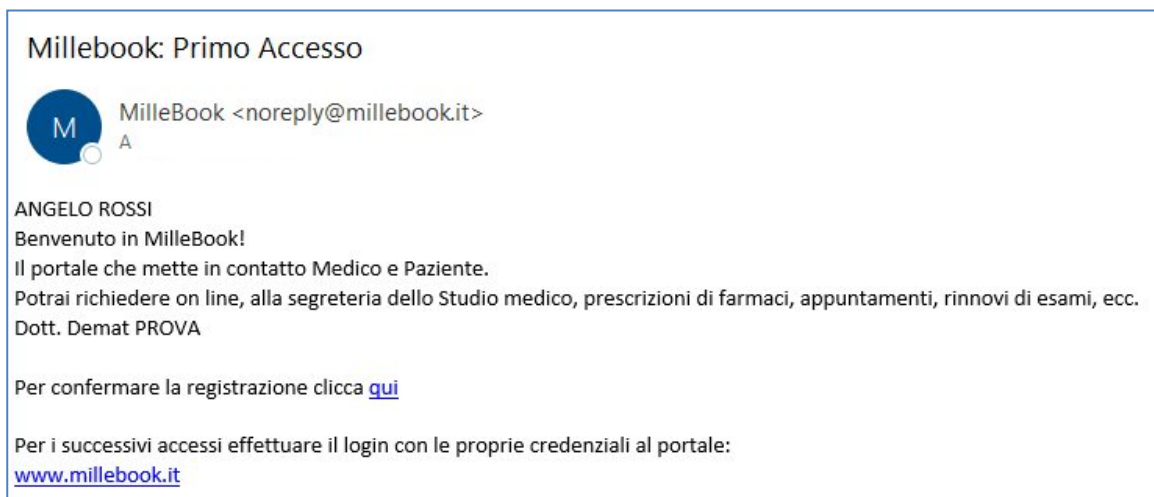 Millebook: Primo Accesso
M
MilleBook <noreply@millebook.it>
A
ANGELO ROSSI
Benvenuto in MilleBook!
Il portale che mette in contatto Medico e Paziente.
Potrai richiedere on line, alla segreteria dello Studio medico, prescrizioni di farmaci, appuntamenti, rinnovi di esami, ecc.
Dott. Demat PROVA
Per confermare la registrazione clicca qui
Per i successivi accessi effettuare il login con le proprie credenziali al portale:
www.millebook.it